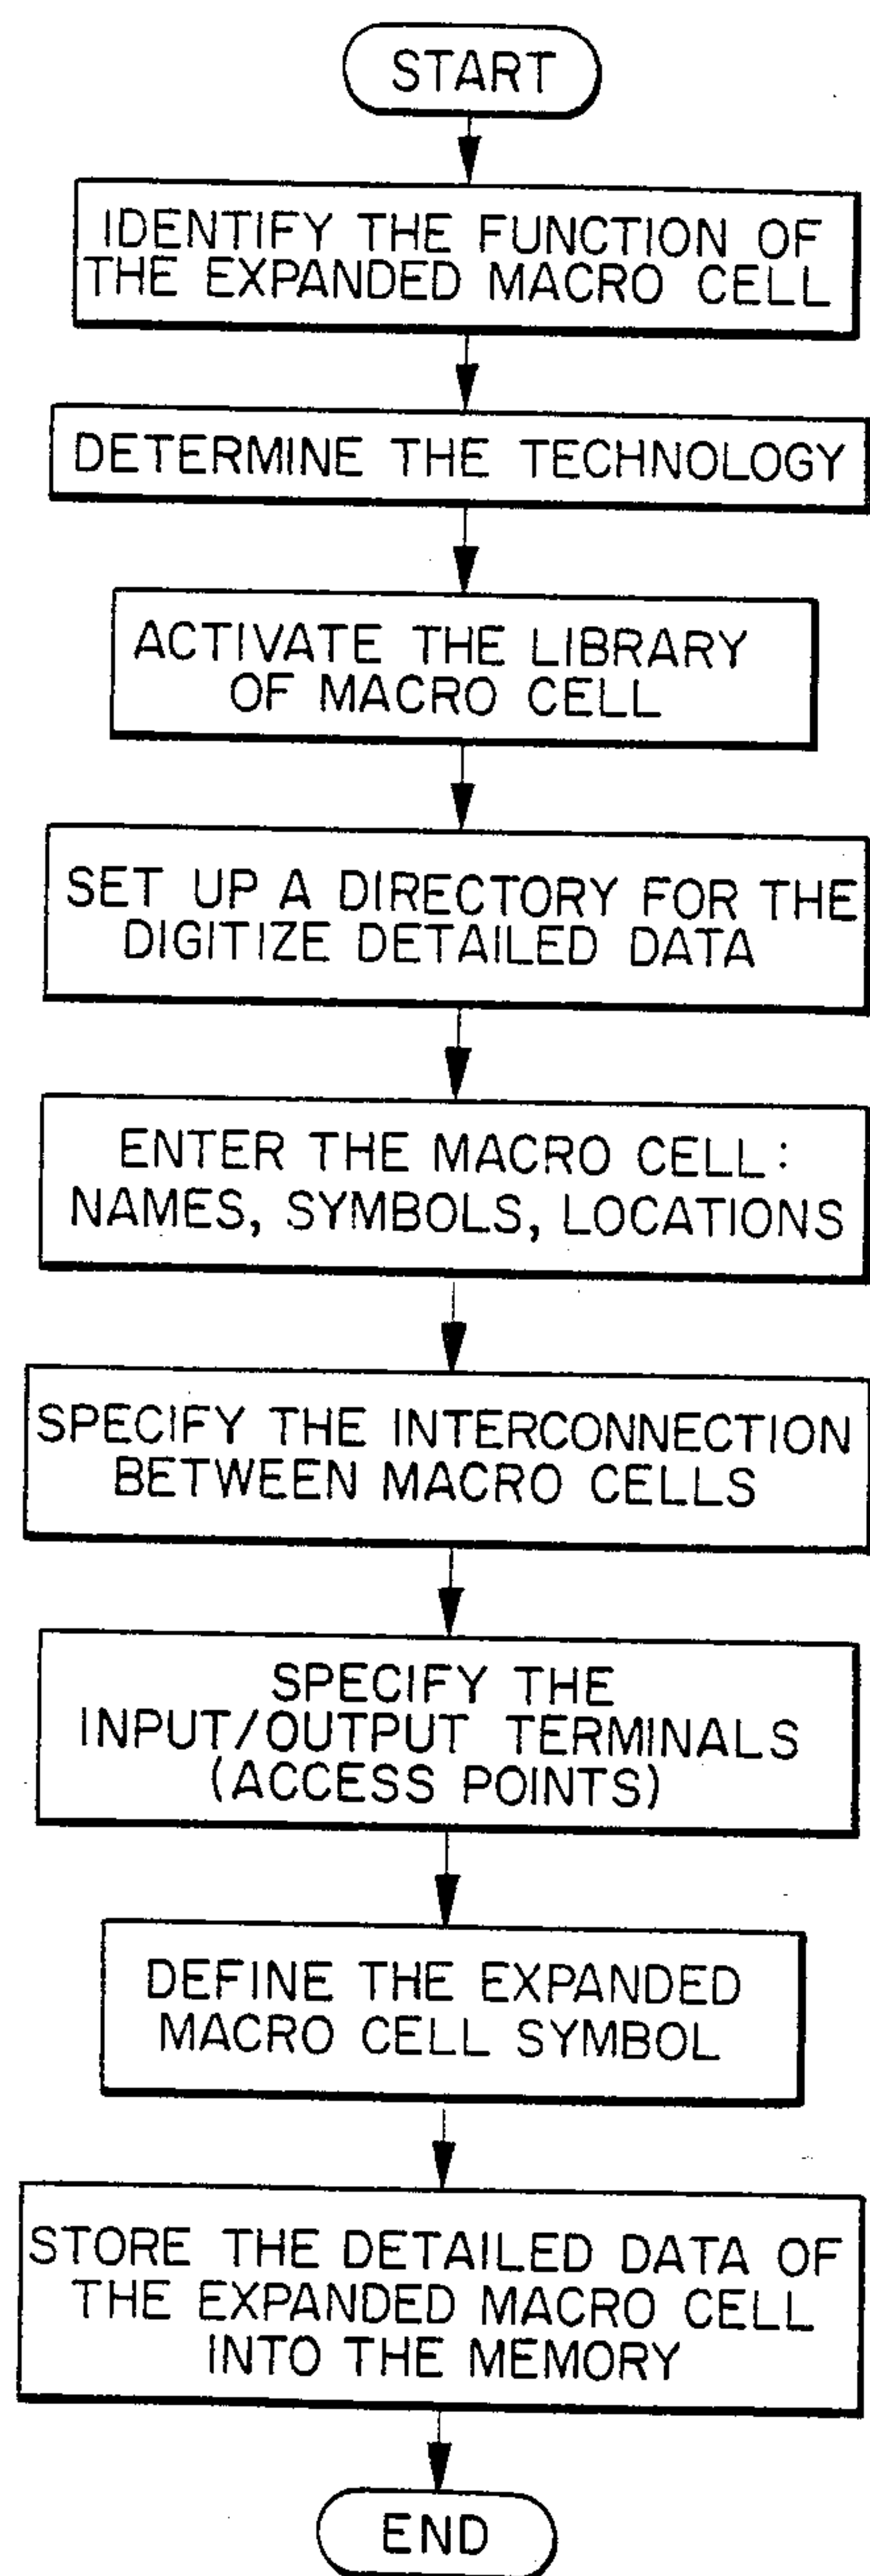 START
IDENTIFY THE FUNCTION OF
THE EXPANDED MACRO CELL
DETERMINE THE TECHNOLOGY
ACTIVATE THE LIBRARY
OF MACRO CELL
SET UP A DIRECTORY FOR THE
DIGITIZE DETAILED DATA
ENTER THE MACRO CELL:
NAMES, SYMBOLS, LOCATIONS
SPECIFY THE INTERCONNECTION
BETWEEN MACRO CELLS
SPECIFY THE
INPUT/OUTPUT TERMINALS
(ACCESS POINTS)
DEFINE THE EXPANDED
MACRO CELL SYMBOL
STORE THE DETAILED DATA OF
THE EXPANDED MACRO CELL
INTO THE MEMORY
END